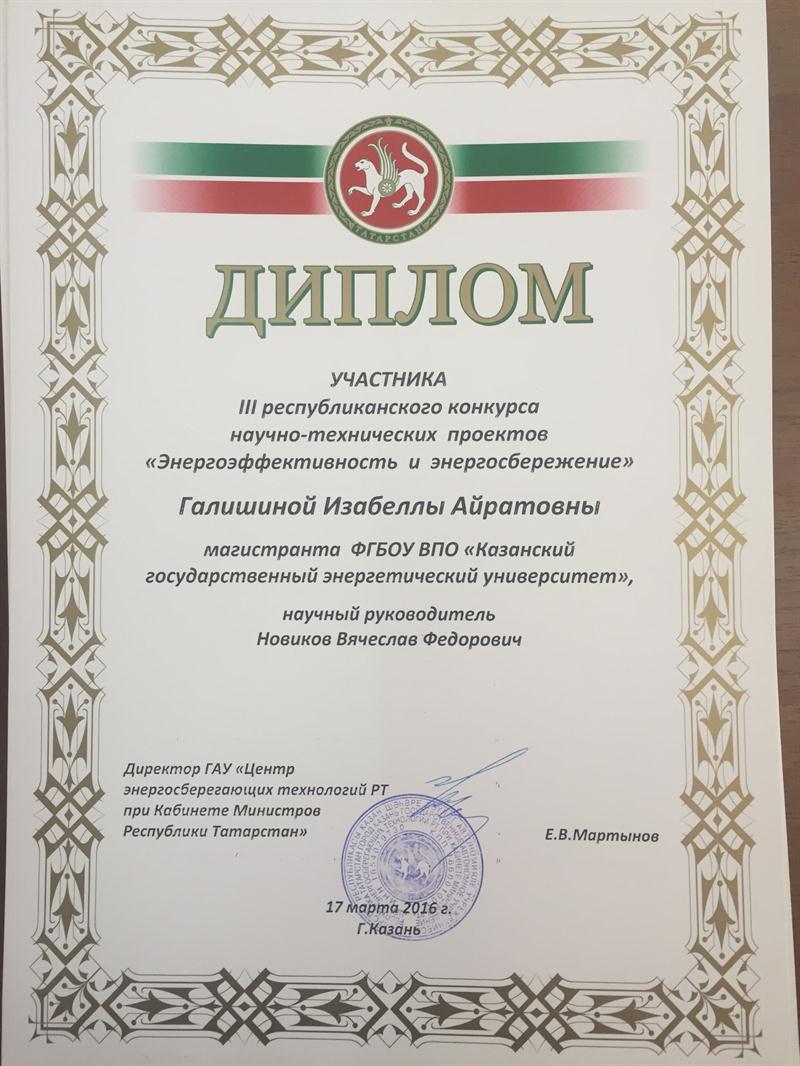 ТАТАРСТАН
ДИПЛОМ
УЧАСТНИКА
III республиканского конкурса
научно-технических проектов
«Энергоэффективность и энергосбережение»
Галишиной Изабеллы Айратовны
магистранта ФГБОУ ВПО «Казанский
государственный энергетический университет»,
научный руководитель
Новиков Вячеслав Федорович
Директор ГАУ «Центр
энергосберегающих технологий РТ
при Кабинете Министров
Республики Татарстан»
Е.В.Мартынов
17 марта 2016 г.
Г.Казань